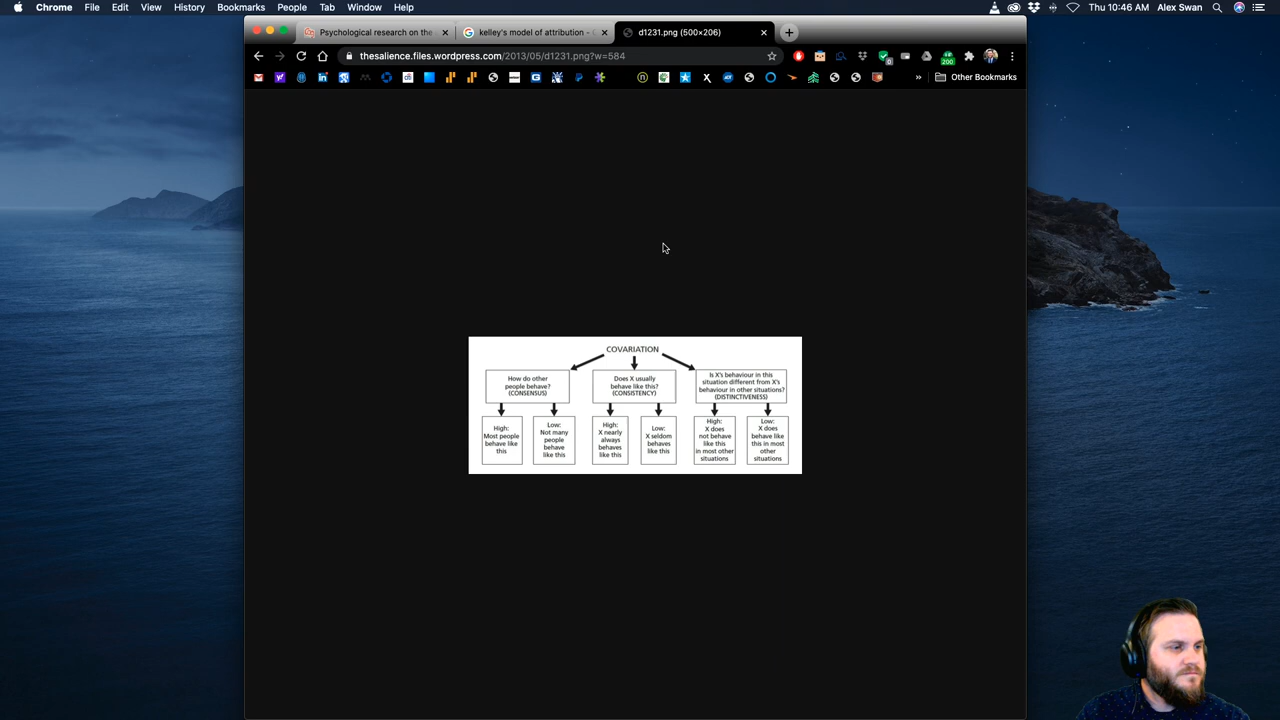 Chrome File Edit View History Bookmarks People Tab Window Help Thu 10:46 AM Alex Swan
Psychological research on the
kelley's model of attribution -
d1231.png (500×206)
thesalience.files.wordpress.com/2013/05/d1231.png?w=584
Other Bookmarks
COVARIATION
How do other
people behave?
(CONSENSUS)
Does X usually
behave like this?
(CONSISTENCY)
Is X's behaviour in this
situation different from X's
behaviour in other situations?
(DISTINCTIVENESS)
High:
Most people
behave like
this
Low:
Not many
people
behave
like this
High:
X nearly
always
behaves
like this
Low:
X seldom
behaves
like this
High:
X does
not behave
like this
in most other
situations
Low:
X does
behave like
this in most
other
situations